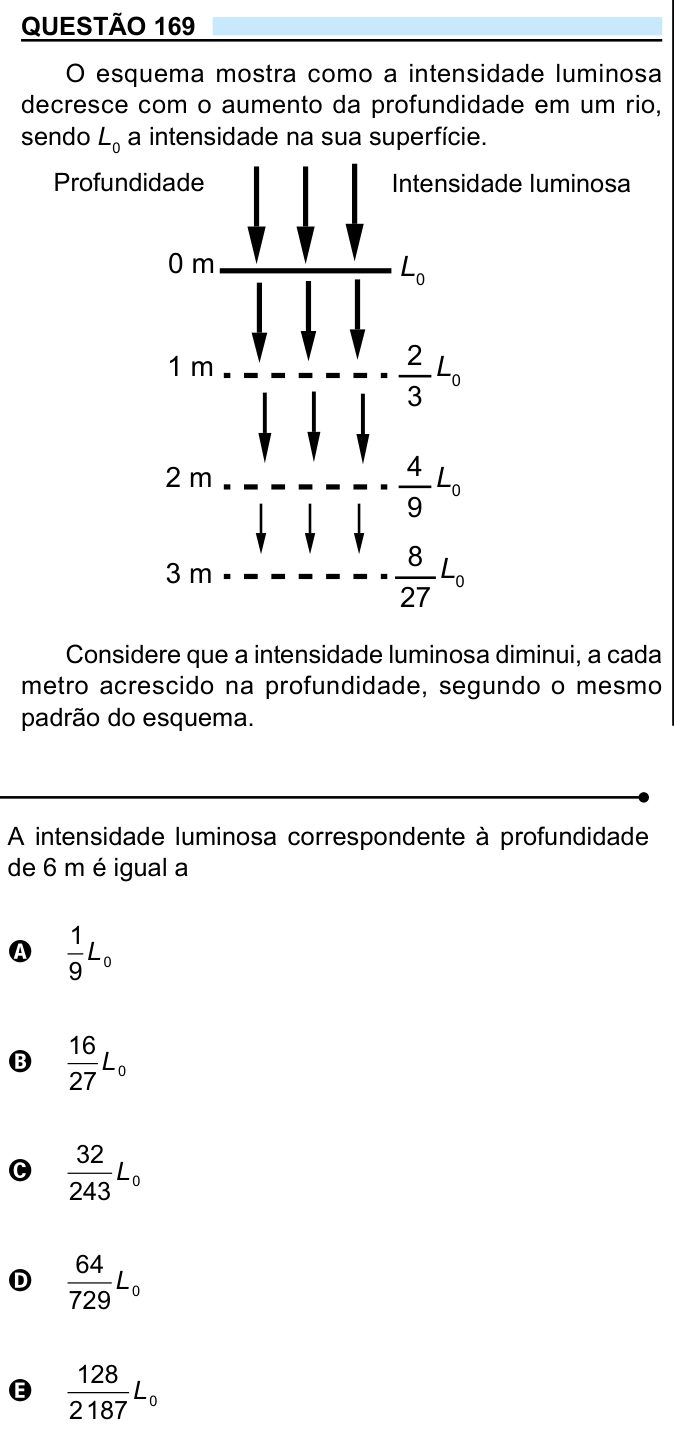 QUESTÃO 169
O esquema mostra como a intensidade luminosa
decresce com o aumento da profundidade em um rio,
sendo L₀ a intensidade na sua superfície.
Profundidade Intensidade luminosa
0 m L₀
1 m 2/3 L₀
2 m 4/9 L₀
3 m 8/27 L₀
Considere que a intensidade luminosa diminui, a cada
metro acrescido na profundidade, segundo o mesmo
padrão do esquema.
A intensidade luminosa correspondente à profundidade
de 6 m é igual a
A 1/9 L₀
B 16/27 L₀
C 32/243 L₀
D 64/729 L₀
E 128/2 187 L₀